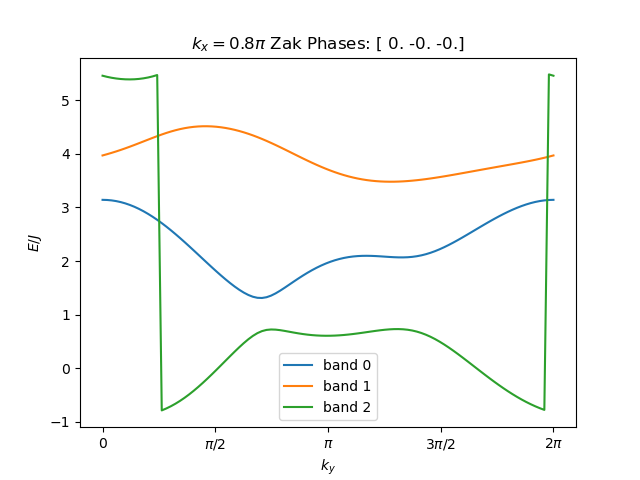 $k_x = 0.8\pi$ Zak Phases: [ 0. -0. -0.]
E/J
5
4
3
2
1
0
−1
band 0
band 1
band 2
0
π/2
π
3π/2
2π
$k_y$